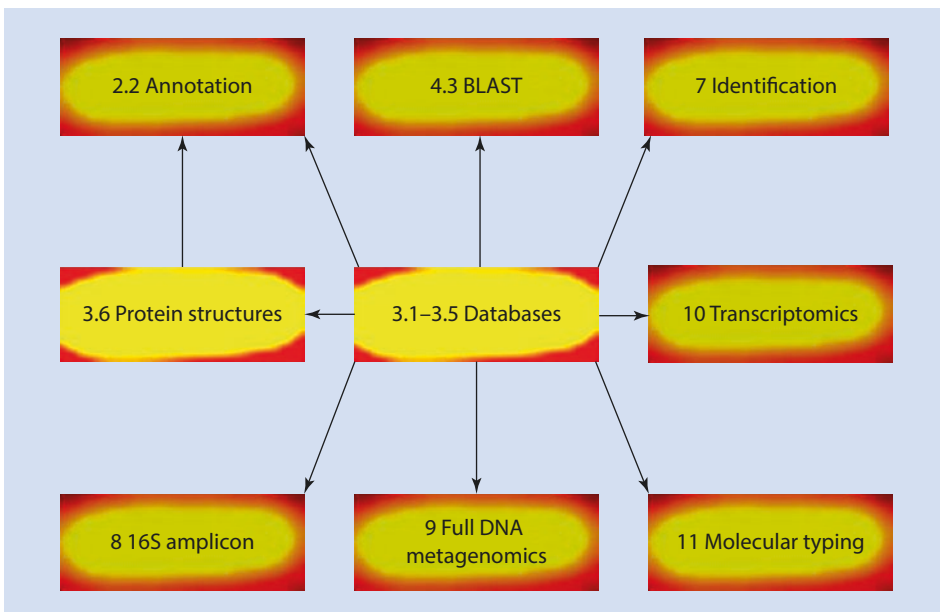 2.2 Annotation
4.3 BLAST
7 Identification
3.6 Protein structures
3.1–3.5 Databases
10 Transcriptomics
8 16S amplicon
9 Full DNA
metagenomics
11 Molecular typing